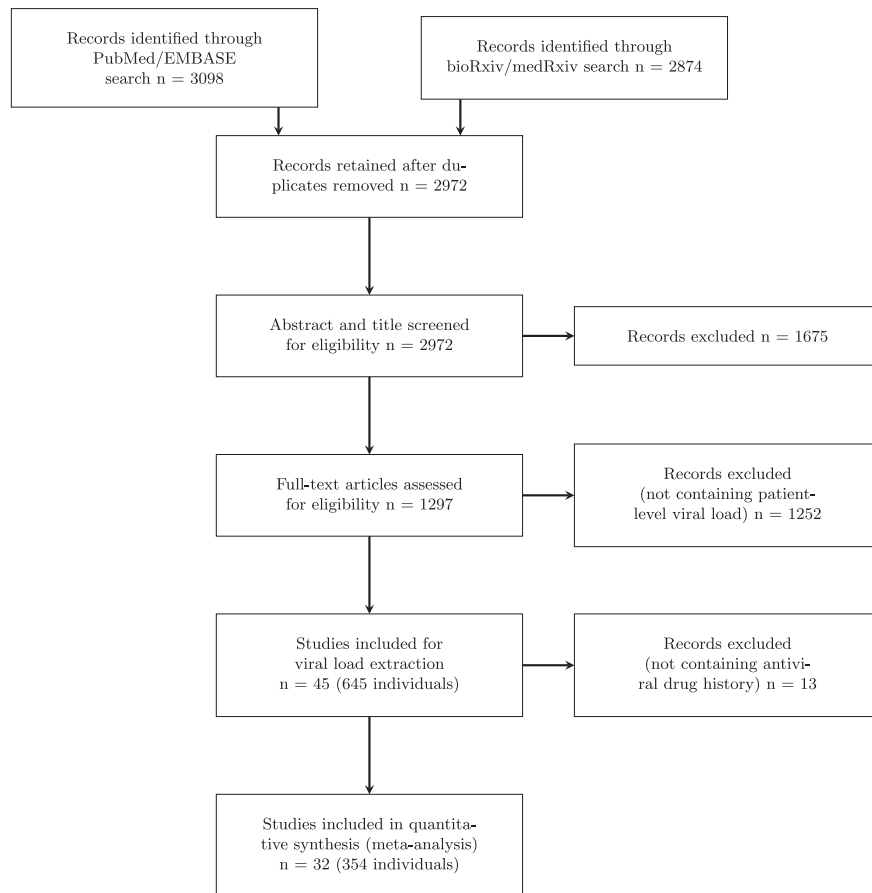 Records identified through
PubMed/EMBASE
search n = 3098
Records identified through
bioRxiv/medRxiv search n = 2874
Records retained after du-
plicates removed n = 2972
Abstract and title screened
for eligibility n = 2972
Records excluded n = 1675
Full-text articles assessed
for eligibility n = 1297
Records excluded
(not containing patient-
level viral load) n = 1252
Studies included for
viral load extraction
n = 45 (645 individuals)
Records excluded
(not containing antivi-
ral drug history) n = 13
Studies included in quantita-
tive synthesis (meta-analysis)
n = 32 (354 individuals)